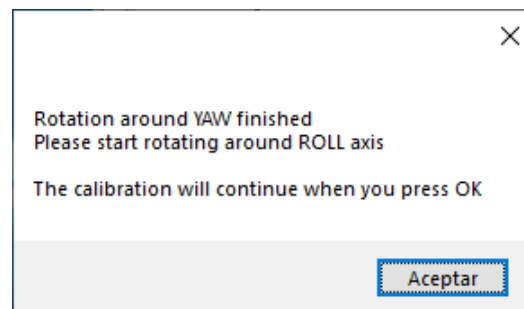 Rotation around YAW finished
Please start rotating around ROLL axis
The calibration will continue when you press OK
Aceptar